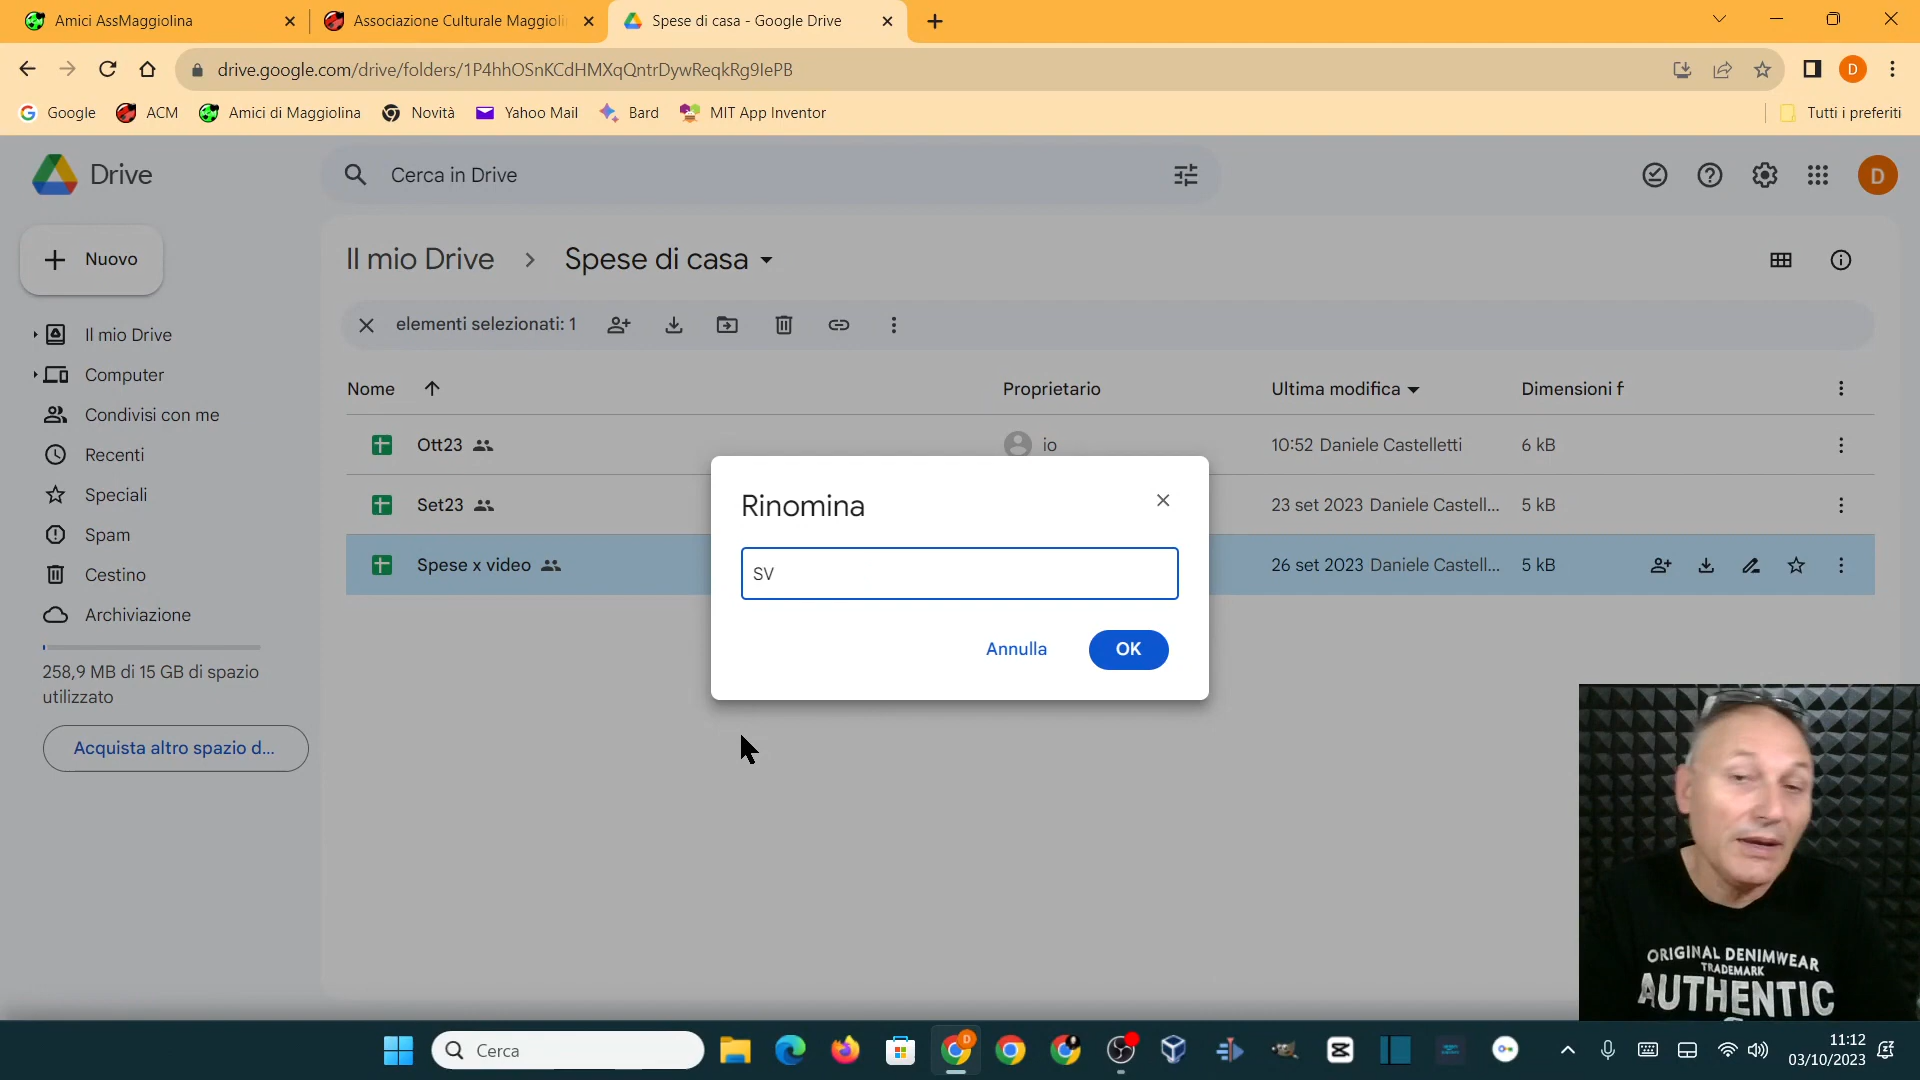 Amici AssMaggiolina
Associazione Culturale Maggioli
Spese di casa - Google Drive
drive.google.com/drive/folders/1P4hhOSnKCdHMXqQntrDywReqkRg9IePB
D
Google
ACM
Amici di Maggiolina
Novità
Yahoo Mail
Bard
MIT App Inventor
Tutti i preferiti
Drive
Cerca in Drive
D
Nuovo
Il mio Drive
Computer
Condivisi con me
Recenti
Speciali
Spam
Cestino
Archiviazione
258,9 MB di 15 GB di spazio
utilizzato
Acquista altro spazio d...
Il mio Drive > Spese di casa
elementi selezionati: 1
Nome Proprietario Ultima modifica Dimensioni f
Ott23 io 10:52 Daniele Castelletti 6 kB
Set23 23 set 2023 Daniele Castell... 5 kB
Spese x video 26 set 2023 Daniele Castell... 5 kB
Rinomina
SV
Annulla
OK
ORIGINAL DENIMWEAR
TRADEMARK
AUTHENTIC
Cerca
D
11:12
03/10/2023